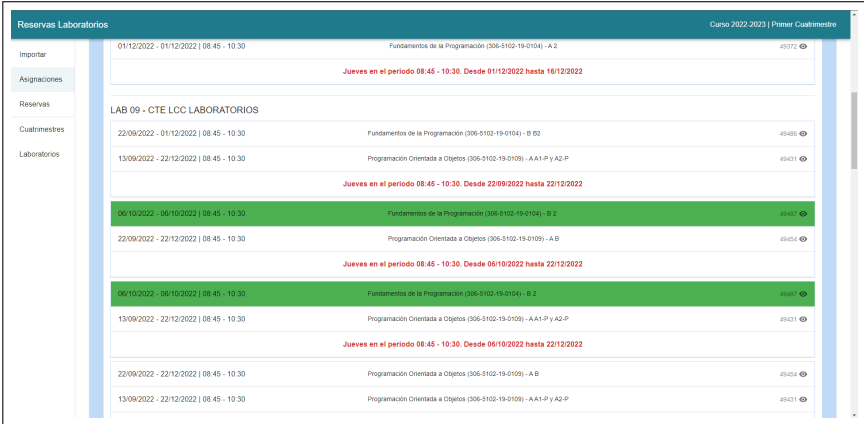 Reservas Laboratorios
Curso 2022-2023 | Primer Cuatrimestre
Importar
Asignaciones
Reservas
Cuatrimestres
Laboratorios
01/12/2022 - 01/12/2022 | 08:45 - 10:30 Fundamentos de la Programación (306-5102-19-0104) - A 2 49372
Jueves en el periodo 08:45 - 10:30. Desde 01/12/2022 hasta 16/12/2022
LAB 09 - CTE LCC LABORATORIOS
22/09/2022 - 01/12/2022 | 08:45 - 10:30 Fundamentos de la Programación (306-5102-19-0104) - B B2 49486
13/09/2022 - 22/12/2022 | 08:45 - 10:30 Programación Orientada a Objetos (306-5102-19-0109) - A A1-P y A2-P 49431
Jueves en el periodo 08:45 - 10:30. Desde 22/09/2022 hasta 22/12/2022
06/10/2022 - 06/10/2022 | 08:45 - 10:30 Fundamentos de la Programación (306-5102-19-0104) - B 2 49487
22/09/2022 - 22/12/2022 | 08:45 - 10:30 Programación Orientada a Objetos (306-5102-19-0109) - A B 49454
Jueves en el periodo 08:45 - 10:30. Desde 06/10/2022 hasta 22/12/2022
06/10/2022 - 06/10/2022 | 08:45 - 10:30 Fundamentos de la Programación (306-5102-19-0104) - B 2 49487
13/09/2022 - 22/12/2022 | 08:45 - 10:30 Programación Orientada a Objetos (306-5102-19-0109) - A A1-P y A2-P 49431
Jueves en el periodo 08:45 - 10:30. Desde 06/10/2022 hasta 22/12/2022
22/09/2022 - 22/12/2022 | 08:45 - 10:30 Programación Orientada a Objetos (306-5102-19-0109) - A B 49454
13/09/2022 - 22/12/2022 | 08:45 - 10:30 Programación Orientada a Objetos (306-5102-19-0109) - A A1-P y A2-P 49431